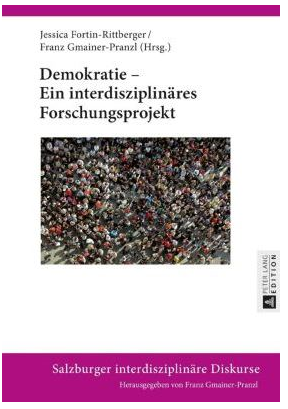 Jessica Fortin-Rittberger /
Franz Gmainer-Pranzl (Hrsg.)
Demokratie –
Ein interdisziplinäres
Forschungsprojekt
PETER LANG
EDITION
Salzburger interdisziplinäre Diskurse
Herausgegeben von Franz Gmainer-Pranzl